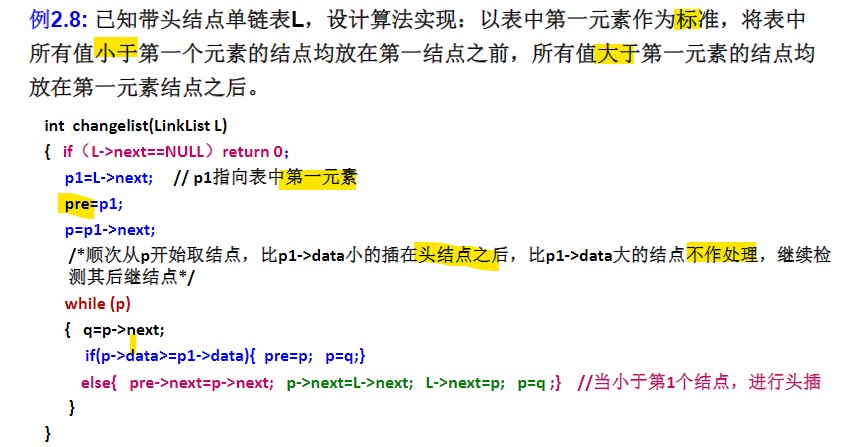 例2.8: 已知带头结点单链表L，设计算法实现：以表中第一元素作为标准，将表中
所有值小于第一个元素的结点均放在第一结点之前，所有值大于第一元素的结点均
放在第一元素结点之后。
int changelist(LinkList L)
{ if（L->next==NULL）return 0;
p1=L->next; // p1指向表中第一元素
pre=p1;
p=p1->next;
/*顺次从p开始取结点，比p1->data小的插在头结点之后，比p1->data大的结点不作处理，继续检
测其后继结点*/
while (p)
{ q=p->next;
if(p->data>=p1->data){ pre=p; p=q;}
else{ pre->next=p->next; p->next=L->next; L->next=p; p=q ;} //当小于第1个结点，进行头插
}
}